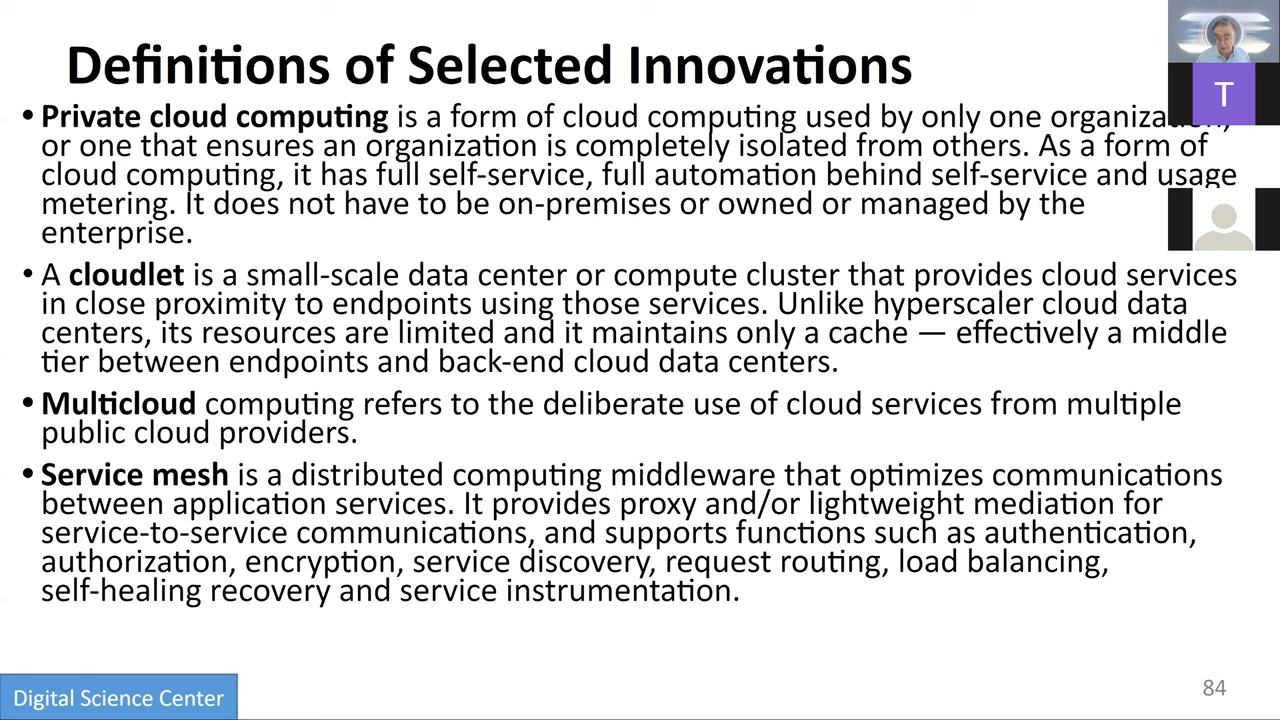 Definitions of Selected Innovations
• Private cloud computing is a form of cloud computing used by only one organization,
or one that ensures an organization is completely isolated from others. As a form of
cloud computing, it has full self-service, full automation behind self-service and usage
metering. It does not have to be on-premises or owned or managed by the
enterprise.
• A cloudlet is a small-scale data center or compute cluster that provides cloud services
in close proximity to endpoints using those services. Unlike hyperscaler cloud data
centers, its resources are limited and it maintains only a cache — effectively a middle
tier between endpoints and back-end cloud data centers.
• Multicloud computing refers to the deliberate use of cloud services from multiple
public cloud providers.
• Service mesh is a distributed computing middleware that optimizes communications
between application services. It provides proxy and/or lightweight mediation for
service-to-service communications, and supports functions such as authentication,
authorization, encryption, service discovery, request routing, load balancing,
self-healing recovery and service instrumentation.
T
Digital Science Center
84